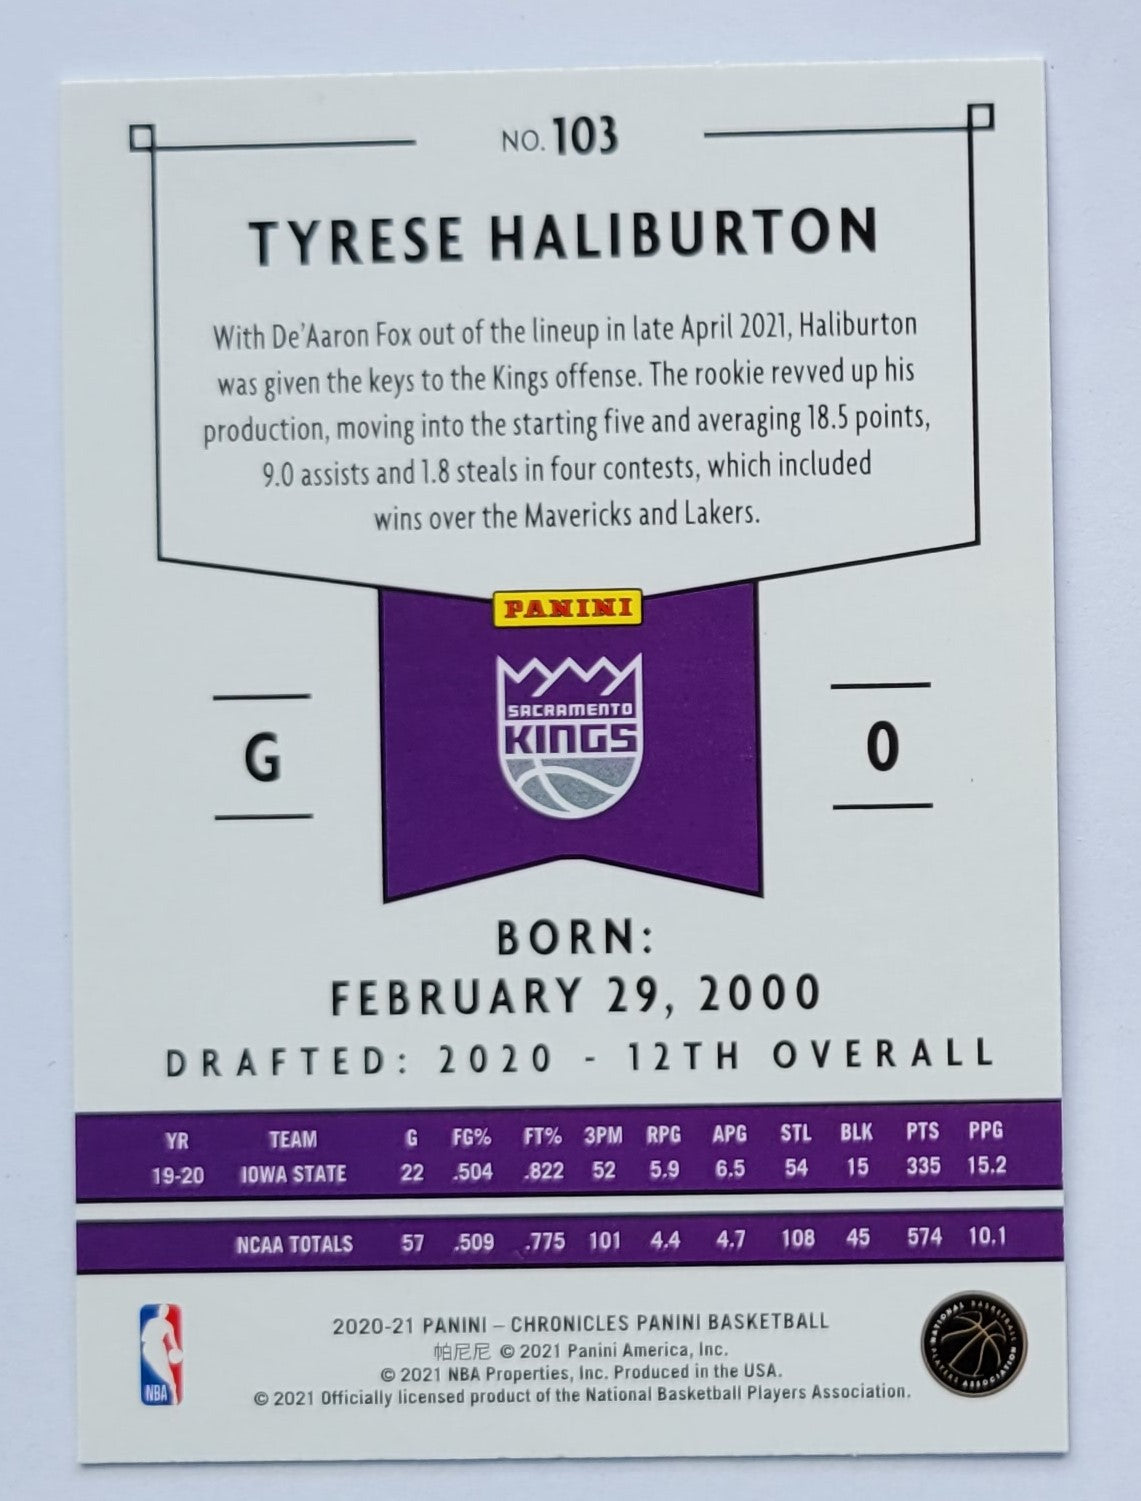 NO. 103
TYRESE HALIBURTON
With De'Aaron Fox out of the lineup in late April 2021, Haliburton
was given the keys to the Kings offense. The rookie revved up his
production, moving into the starting five and averaging 18.5 points,
9.0 assists and 1.8 steals in four contests, which included
wins over the Mavericks and Lakers.
PANINI
SACRAMENTO
KINGS
G
0
BORN:
FEBRUARY 29, 2000
DRAFTED: 2020 - 12TH OVERALL
YR TEAM G FG% FT% 3PM RPG APG STL BLK PTS PPG
19-20 IOWA STATE 22 .504 .822 52 5.9 6.5 54 15 335 15.2
NCAA TOTALS 57 .509 .775 101 4.4 4.7 108 45 574 10.1
2020-21 PANINI – CHRONICLES PANINI BASKETBALL
帕尼尼 © 2021 Panini America, Inc.
© 2021 NBA Properties, Inc. Produced in the USA.
© 2021 Officially licensed product of the National Basketball Players Association.
NBA
NATIONAL BASKETBALL
PLAYERS ASSOCIATION